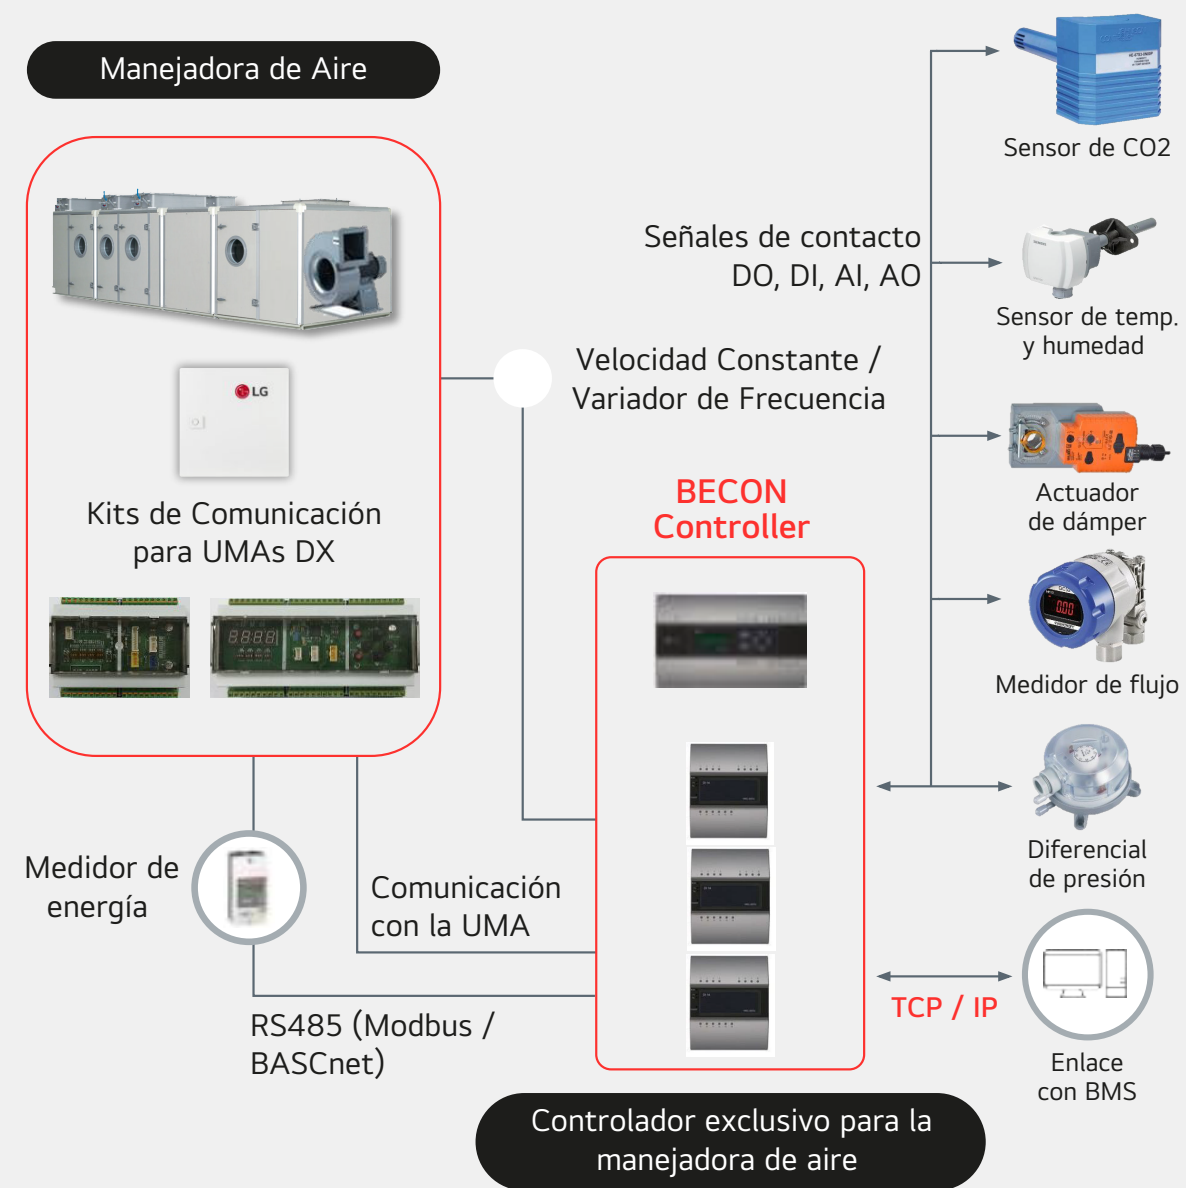 Manejadora de Aire
LG
Kits de Comunicación
para UMAs DX
Medidor de
energía
Comunicación
con la UMA
RS485 (Modbus /
BASCnet)
Velocidad Constante /
Variador de Frecuencia
Señales de contacto
DO, DI, AI, AO
BECON
Controller
TCP / IP
Controlador exclusivo para la
manejadora de aire
Sensor de CO2
Sensor de temp.
y humedad
Actuador
de dámper
0.00
Medidor de flujo
Diferencial
de presión
Enlace
con BMS